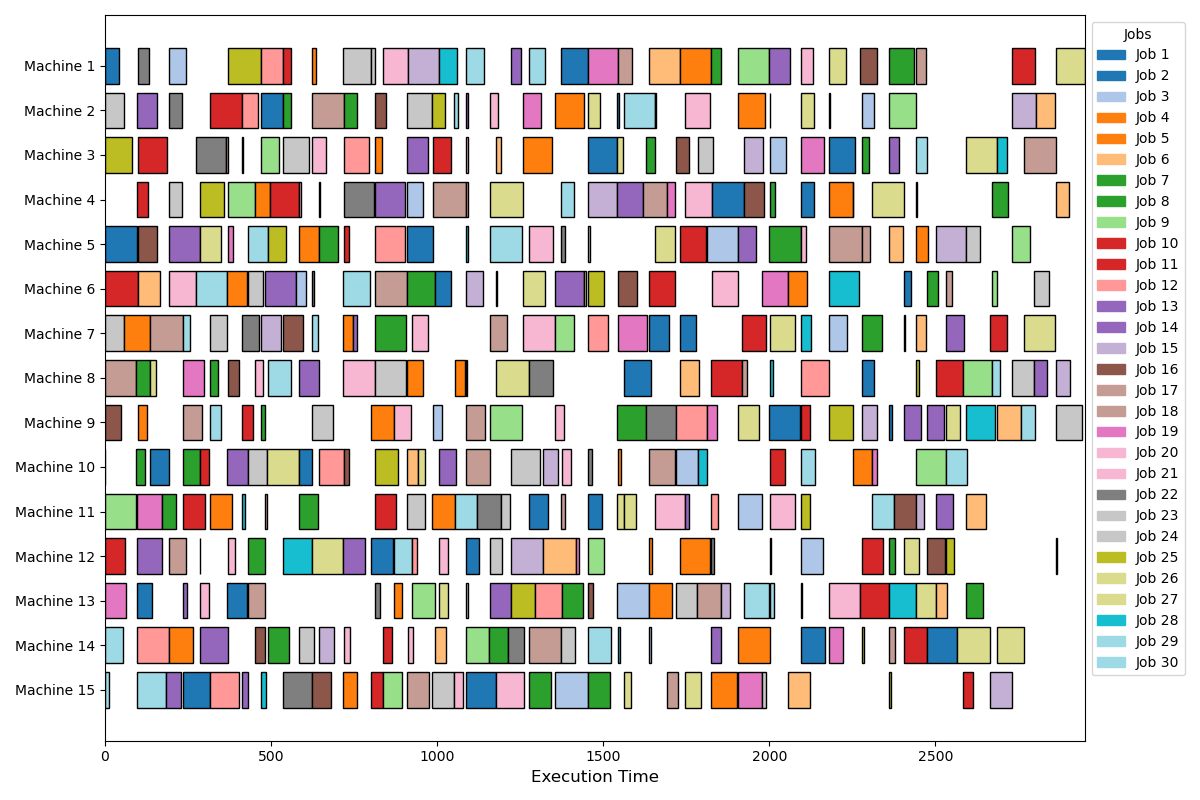 Machine 1
Machine 2
Machine 3
Machine 4
Machine 5
Machine 6
Machine 7
Machine 8
Machine 9
Machine 10
Machine 11
Machine 12
Machine 13
Machine 14
Machine 15
0 500 1000 1500 2000 2500
Execution Time
Jobs
Job 1
Job 2
Job 3
Job 4
Job 5
Job 6
Job 7
Job 8
Job 9
Job 10
Job 11
Job 12
Job 13
Job 14
Job 15
Job 16
Job 17
Job 18
Job 19
Job 20
Job 21
Job 22
Job 23
Job 24
Job 25
Job 26
Job 27
Job 28
Job 29
Job 30